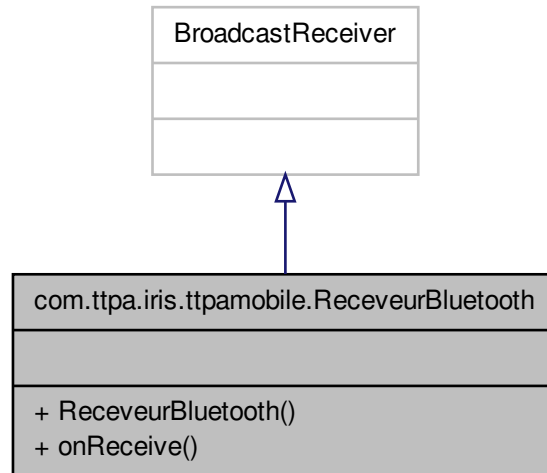 BroadcastReceiver
com.ttpa.iris.ttpamobile.ReceveurBluetooth
+ ReceveurBluetooth()
+ onReceive()